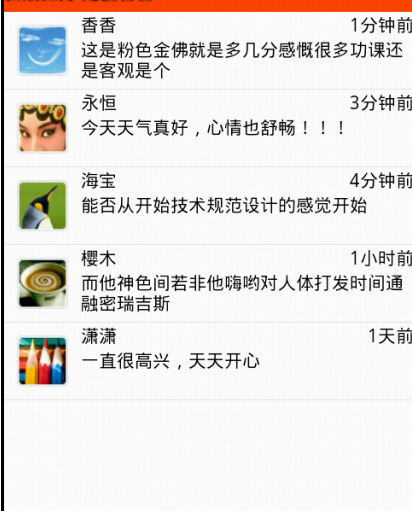 香香 1分钟前
这是粉色金佛就是多几分感慨很多功课还
是客观是个
永恒 3分钟前
今天天气真好，心情也舒畅！！！
海宝 4分钟前
能否从开始技术规范设计的感觉开始
樱木 1小时前
而他神色间若非他嗨哟对人体打发时间通
融密瑞吉斯
潇潇 1天前
一直很高兴，天天开心